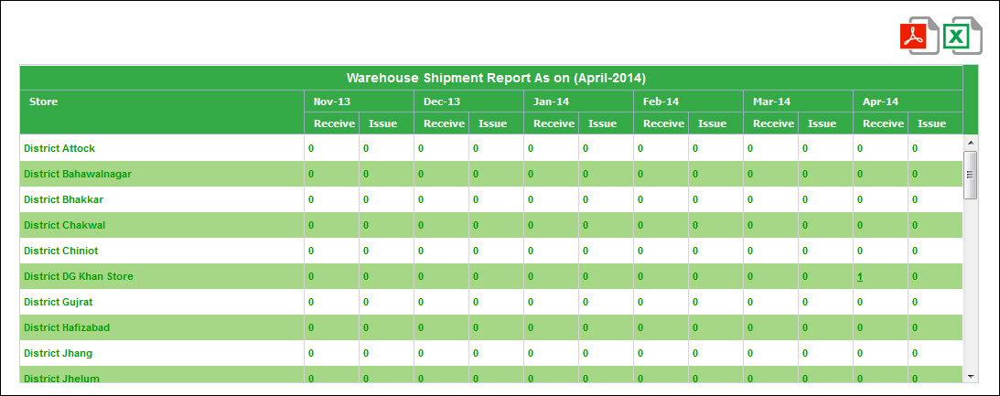 Warehouse Shipment Report As on (April-2014)
Store Nov-13 Dec-13 Jan-14 Feb-14 Mar-14 Apr-14
Receive Issue Receive Issue Receive Issue Receive Issue Receive Issue Receive Issue
District Attock 0 0 0 0 0 0 0 0 0 0 0 0
District Bahawalnagar 0 0 0 0 0 0 0 0 0 0 0 0
District Bhakkar 0 0 0 0 0 0 0 0 0 0 0 0
District Chakwal 0 0 0 0 0 0 0 0 0 0 0 0
District Chiniot 0 0 0 0 0 0 0 0 0 0 0 0
District DG Khan Store 0 0 0 0 0 0 0 0 0 0 1 0
District Gujrat 0 0 0 0 0 0 0 0 0 0 0 0
District Hafizabad 0 0 0 0 0 0 0 0 0 0 0 0
District Jhang 0 0 0 0 0 0 0 0 0 0 0 0
District Jhelum 0 0 0 0 0 0 0 0 0 0 0 0